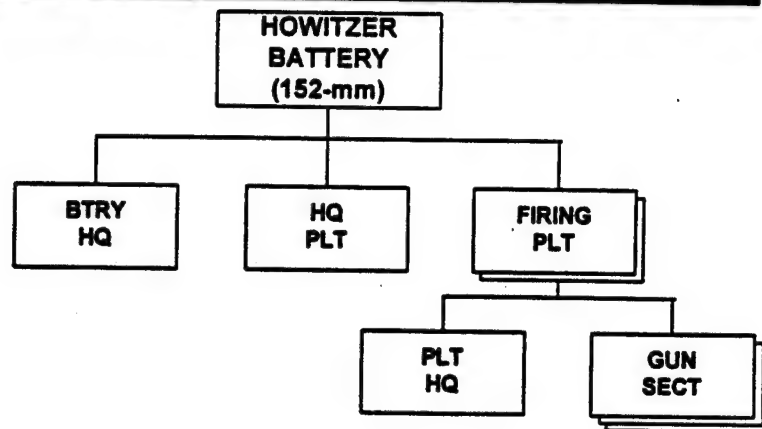 HOWITZER
BATTERY
(152-mm)
BTRY
HQ
HQ
PLT
FIRING
PLT
PLT
HQ
GUN
SECT